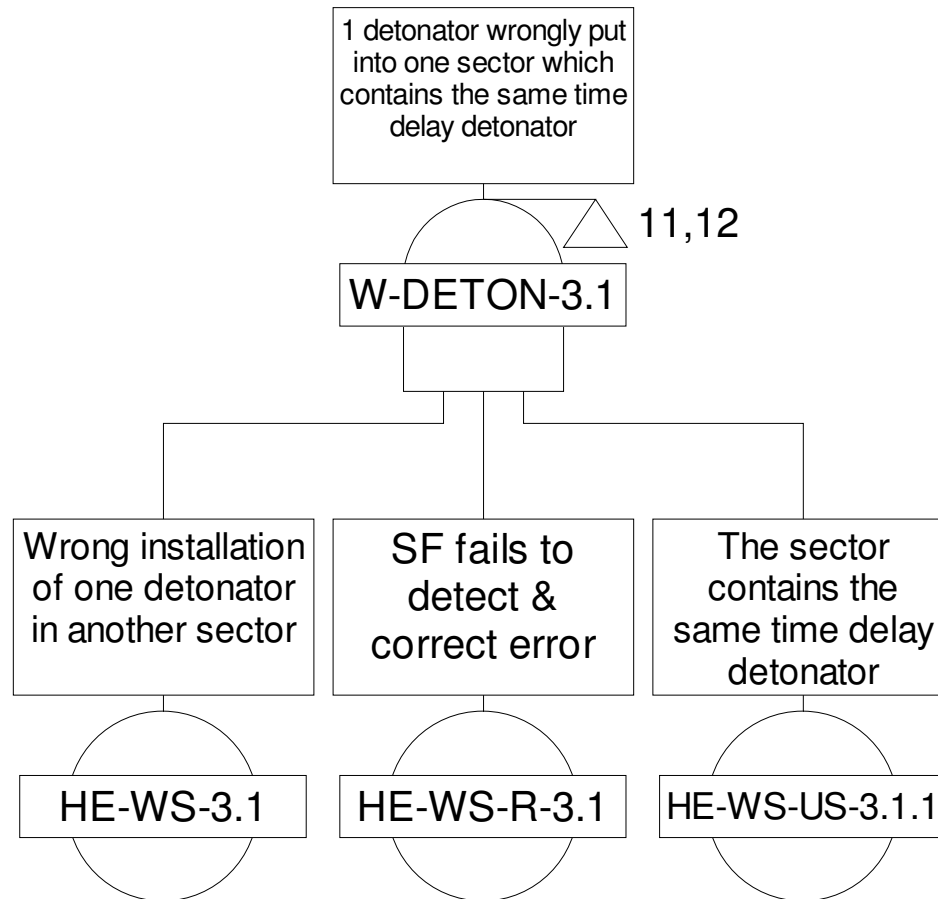 1 detonator wrongly put
into one sector which
contains the same time
delay detonator
11,12
W-DETON-3.1
Wrong installation
of one detonator
in another sector
SF fails to
detect &
correct error
The sector
contains the
same time delay
detonator
HE-WS-3.1
HE-WS-R-3.1
HE-WS-US-3.1.1